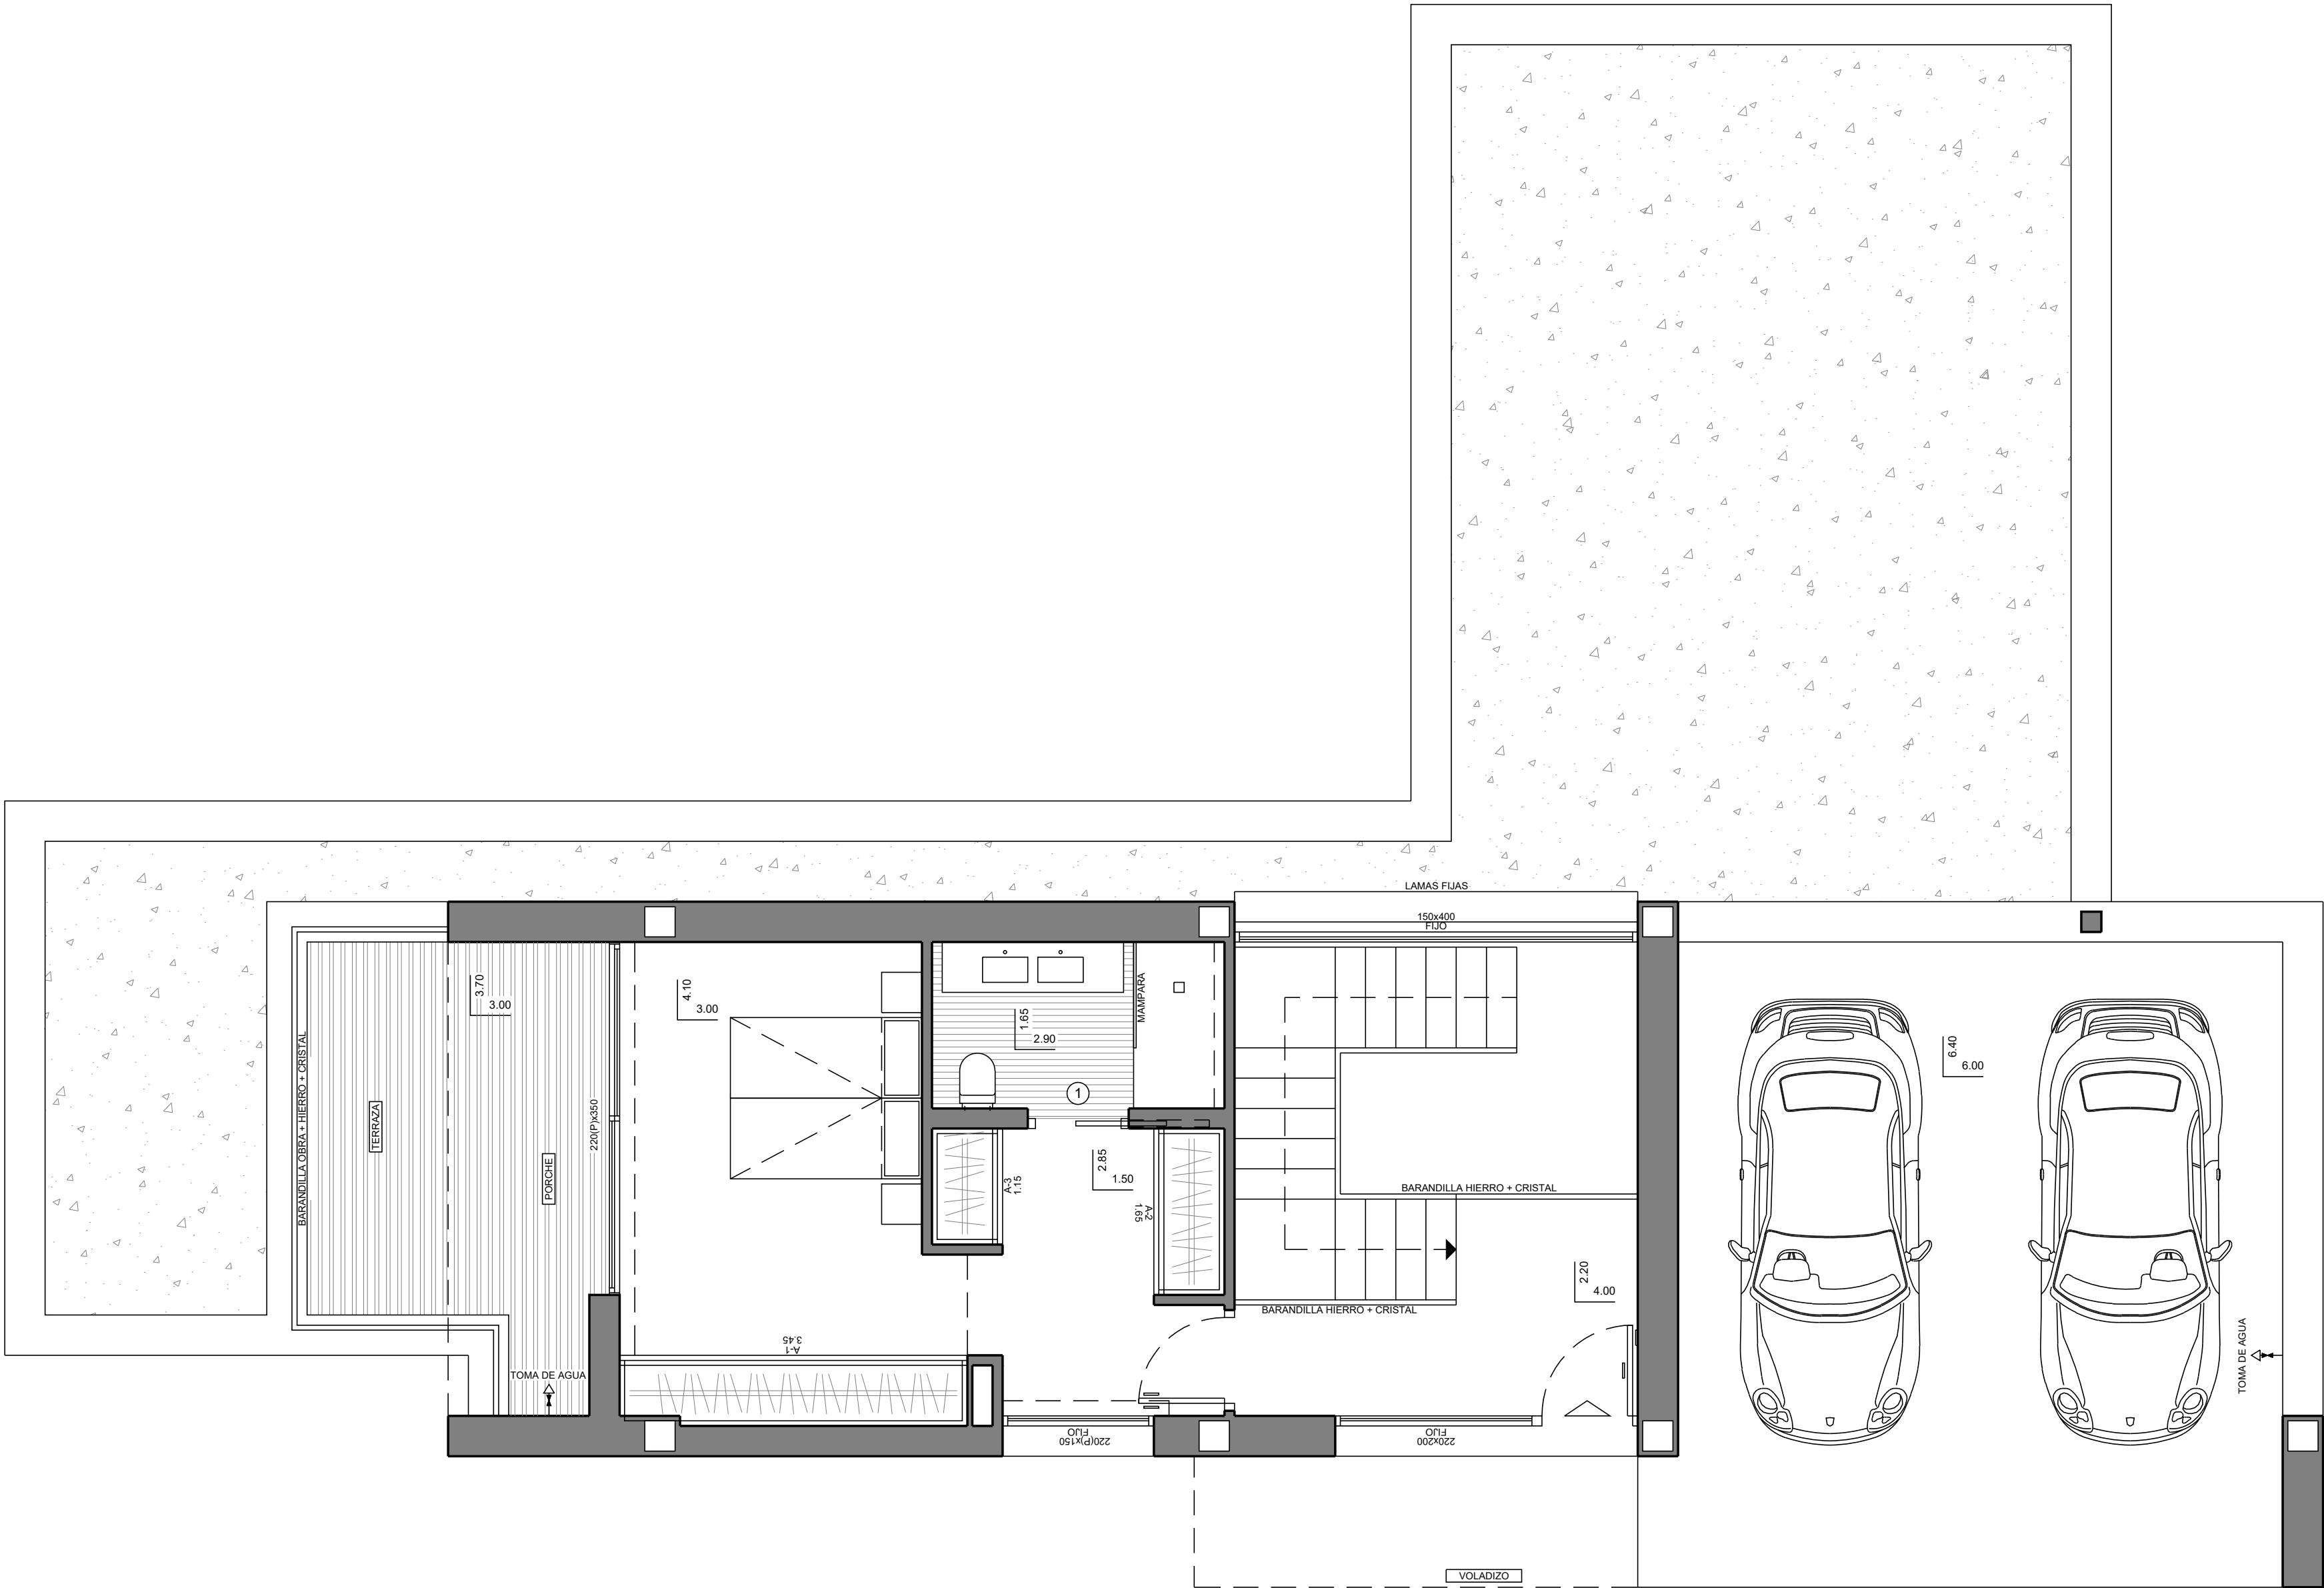 LAMAS FIJAS
150x400
FIJO
3.70
3.00
4.10
3.00
MAMPARA
1.65
2.90
6.40
6.00
BARANDILLA OBRA + HIERRO + CRISTAL
TERRAZA
220(P)x350
PORCHE
1
A-3
1.15
2.85
1.50
A-2
1.65
BARANDILLA HIERRO + CRISTAL
2.20
4.00
BARANDILLA HIERRO + CRISTAL
A-1
3.45
TOMA DE AGUA
TOMA DE AGUA
220(P)x150
FIJO
220x200
FIJO
VOLADIZO